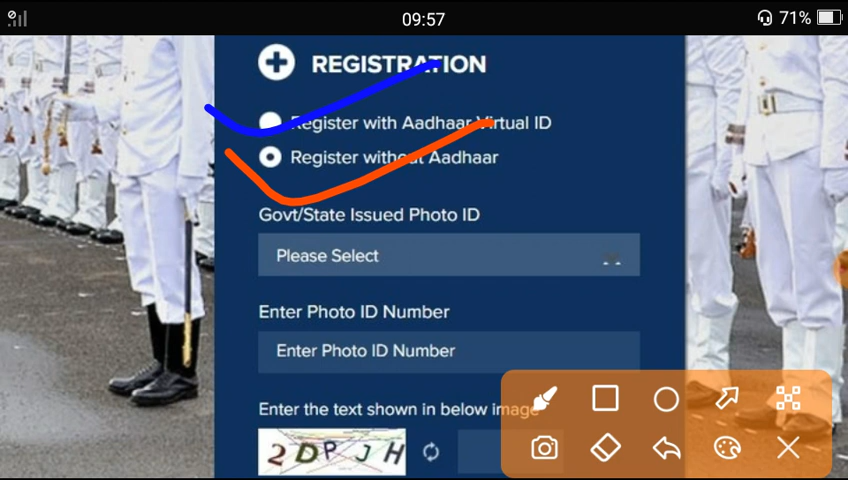 09:57
71%
REGISTRATION
Register with Aadhaar Virtual ID
Register without Aadhaar
Govt/State Issued Photo ID
Please Select
Enter Photo ID Number
Enter Photo ID Number
Enter the text shown in below image
2DPJH